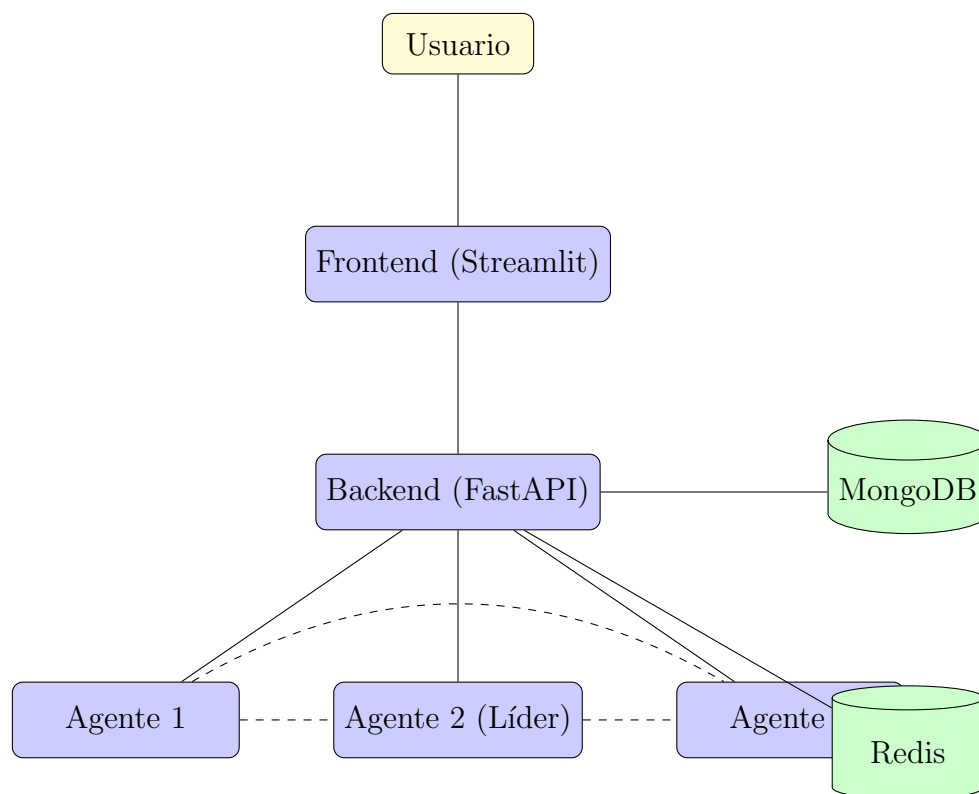 Usuario
Frontend (Streamlit)
Backend (FastAPI)
MongoDB
Agente 1
Agente 2 (Líder)
Agente
Redis